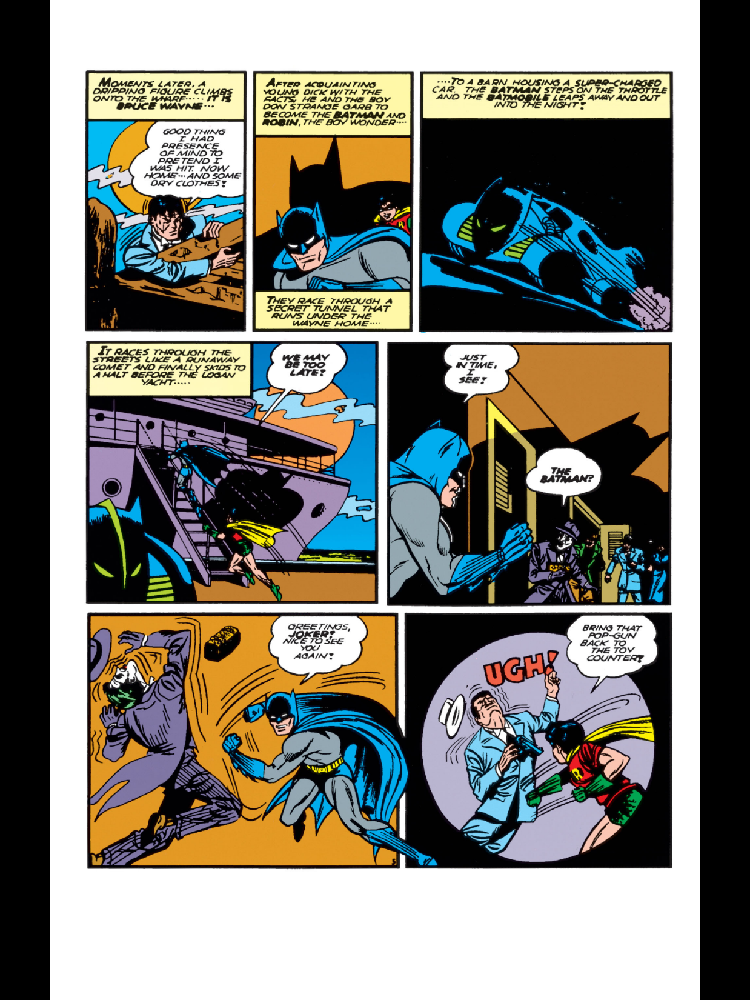 MOMENTS LATER, A
DRIPPING FIGURE CLIMBS
ONTO THE WHARF..... IT IS
BRUCE WAYNE...
GOOD THING
I HAD
PRESENCE
OF MIND TO
PRETEND I
WAS HIT. NOW
HOME...AND SOME
DRY CLOTHES!
AFTER ACQUAINTING
YOUNG DICK WITH THE
FACTS, HE AND THE BOY
DON STRANGE GARB TO
BECOME THE BATMAN AND
ROBIN, THE BOY WONDER....
THEY RACE THROUGH A
SECRET TUNNEL THAT
RUNS UNDER THE
WAYNE HOME....
....TO A BARN HOUSING A SUPER-CHARGED
CAR. THE BATMAN STEPS ON THE THROTTLE
AND THE BATMOBILE LEAPS AWAY AND OUT
INTO THE NIGHT!
IT RACES THROUGH THE
STREETS LIKE A RUNAWAY
COMET AND FINALLY SKIDS TO
A HALT BEFORE THE LOGAN
YACHT.....
WE MAY
BE TOO
LATE!
JUST
IN TIME,
I
SEE!
THE
BATMAN?
GREETINGS,
JOKER!
NICE TO SEE
YOU
AGAIN!
5
BRING THAT
POP-GUN
BACK TO
THE TOY
COUNTER!
UGH!
R